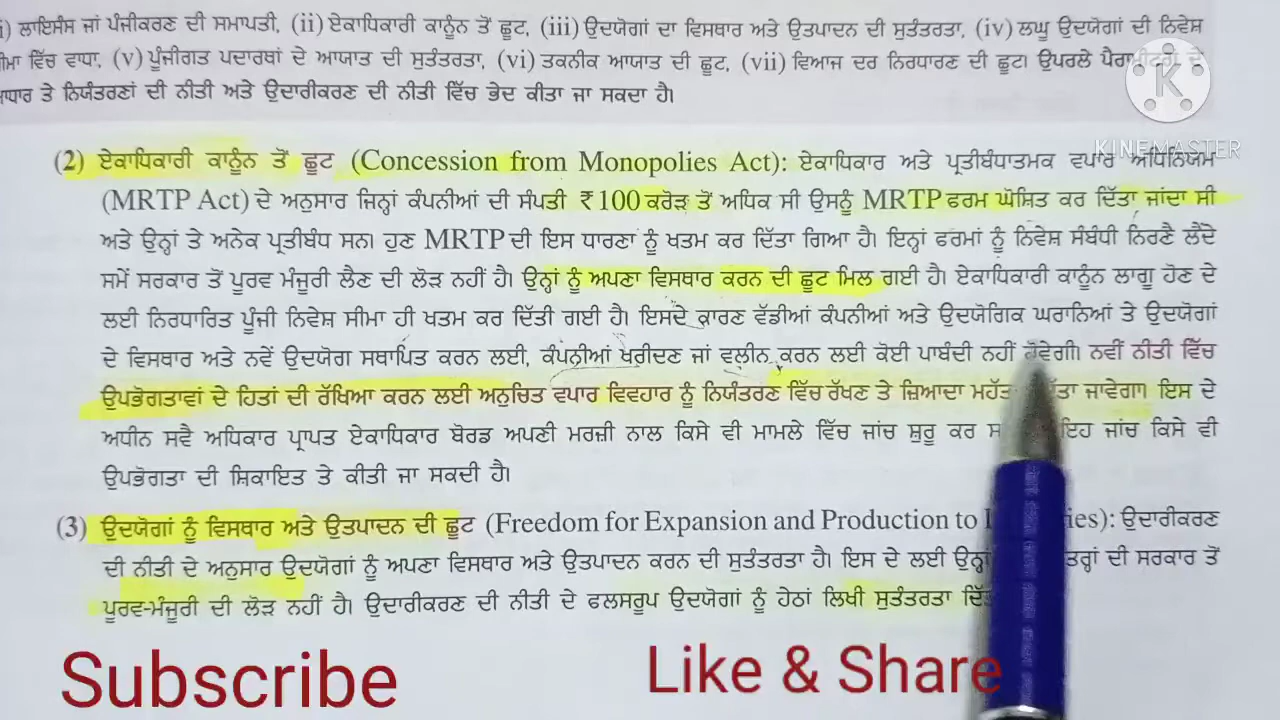 i) ਲਾਇਸੰਸ ਜਾਂ ਪੰਜੀਕਰਣ ਦੀ ਸਮਾਪਤੀ, (ii) ਏਕਾਧਿਕਾਰੀ ਕਾਨੂੰਨ ਤੋਂ ਛੂਟ, (iii) ਉਦਯੋਗਾਂ ਦਾ ਵਿਸਥਾਰ ਅਤੇ ਉਤਪਾਦਨ ਦੀ ਸੁਤੰਤਰਤਾ, (iv) ਲਘੂ ਉਦਯੋਗਾਂ ਦੀ ਨਿਵੇਸ਼
ਵਿੱਚ ਵਾਧਾ, (v) ਪੂੰਜੀਗਤ ਪਦਾਰਥਾਂ ਦੇ ਆਯਾਤ ਦੀ ਸੁਤੰਤਰਤਾ, (vi) ਤਕਨੀਕ ਆਯਾਤ ਦੀ ਛੂਟ, (vii) ਵਿਆਜ ਦਰ ਨਿਰਧਾਰਣ ਦੀ ਛੂਟ। ਉਪਰਲੇ
ਤੇ ਨਿਯੰਤਰਣਾਂ ਦੀ ਨੀਤੀ ਅਤੇ ਉਦਾਰੀਕਰਣ ਦੀ ਨੀਤੀ ਵਿੱਚ ਭੇਦ ਕੀਤਾ ਜਾ ਸਕਦਾ ਹੈ।
K
KINEMASTER
(2) ਏਕਾਧਿਕਾਰੀ ਕਾਨੂੰਨ ਤੋਂ ਛੂਟ (Concession from Monopolies Act): ਏਕਾਧਿਕਾਰ ਅਤੇ ਪ੍ਰਤੀਬੰਧਾਤਮਕ ਵਪਾਰ ਅਧਿਨਿਯਮ
(MRTP Act) ਦੇ ਅਨੁਸਾਰ ਜਿਨ੍ਹਾਂ ਕੰਪਨੀਆਂ ਦੀ ਸੰਪਤੀ ₹ 100 ਕਰੋੜ ਤੋਂ ਅਧਿਕ ਸੀ ਉਸਨੂੰ MRTP ਫਰਮ ਘੋਸ਼ਿਤ ਕਰ ਦਿੱਤਾ ਜਾਂਦਾ ਸੀ
ਅਤੇ ਉਨ੍ਹਾਂ ਤੇ ਅਨੇਕ ਪ੍ਰਤੀਬੰਧ ਸਨ। ਹੁਣ MRTP ਦੀ ਇਸ ਧਾਰਣਾ ਨੂੰ ਖਤਮ ਕਰ ਦਿੱਤਾ ਗਿਆ ਹੈ। ਇਨ੍ਹਾਂ ਫਰਮਾਂ ਨੂੰ ਨਿਵੇਸ਼ ਸੰਬੰਧੀ ਨਿਰਣੈ ਲੈਂਦੇ
ਸਮੇਂ ਸਰਕਾਰ ਤੋਂ ਪੂਰਵ ਮੰਜੂਰੀ ਲੈਣ ਦੀ ਲੋੜ ਨਹੀਂ ਹੈ। ਉਨ੍ਹਾਂ ਨੂੰ ਅਪਣਾ ਵਿਸਥਾਰ ਕਰਨ ਦੀ ਛੂਟ ਮਿਲ ਗਈ ਹੈ। ਏਕਾਧਿਕਾਰੀ ਕਾਨੂੰਨ ਲਾਗੂ ਹੋਣ ਦੇ
ਲਈ ਨਿਰਧਾਰਿਤ ਪੂੰਜੀ ਨਿਵੇਸ਼ ਸੀਮਾ ਹੀ ਖਤਮ ਕਰ ਦਿੱਤੀ ਗਈ ਹੈ। ਇਸਦੇ ਕਾਰਣ ਵੱਡੀਆਂ ਕੰਪਨੀਆਂ ਅਤੇ ਉਦਯੋਗਿਕ ਘਰਾਨਿਆਂ ਤੇ ਉਦਯੋਗਾਂ
ਦੇ ਵਿਸਥਾਰ ਅਤੇ ਨਵੇਂ ਉਦਯੋਗ ਸਥਾਪਿਤ ਕਰਨ ਲਈ, ਕੰਪਨੀਆਂ ਖਰੀਦਣ ਜਾਂ ਵਲੀਨ ਕਰਨ ਲਈ ਕੋਈ ਪਾਬੰਦੀ ਨਹੀਂ ਹੋਵੇਗੀ। ਨਵੀਂ ਨੀਤੀ ਵਿੱਚ
ਉਪਭੋਗਤਾਵਾਂ ਦੇ ਹਿਤਾਂ ਦੀ ਰੱਖਿਆ ਕਰਨ ਲਈ ਅਨੁਚਿਤ ਵਪਾਰ ਵਿਵਹਾਰ ਨੂੰ ਨਿਯੰਤਰਣ ਵਿੱਚ ਰੱਖਣ ਤੇ ਜ਼ਿਆਦਾ ਜਾਵੇਗਾ। ਇਸ ਦੇ
ਅਧੀਨ ਸਵੈ ਅਧਿਕਾਰ ਪ੍ਰਾਪਤ ਏਕਾਧਿਕਾਰ ਬੋਰਡ ਅਪਣੀ ਮਰਜ਼ੀ ਨਾਲ ਕਿਸੇ ਵੀ ਮਾਮਲੇ ਵਿੱਚ ਜਾਂਚ ਸ਼ੁਰੂ ਕਰ ਇਹ ਜਾਂਚ ਕਿਸੇ ਵੀ
ਉਪਭੋਗਤਾ ਦੀ ਸ਼ਿਕਾਇਤ ਤੇ ਕੀਤੀ ਜਾ ਸਕਦੀ ਹੈ।
(3) ਉਦਯੋਗਾਂ ਨੂੰ ਵਿਸਥਾਰ ਅਤੇ ਉਤਪਾਦਨ ਦੀ ਛੂਟ (Freedom for Expansion and Production to ਉਦਾਰੀਕਰਣ
ਦੀ ਨੀਤੀ ਦੇ ਅਨੁਸਾਰ ਉਦਯੋਗਾਂ ਨੂੰ ਅਪਣਾ ਵਿਸਥਾਰ ਅਤੇ ਉਤਪਾਦਨ ਕਰਨ ਦੀ ਸੁਤੰਤਰਤਾ ਹੈ। ਇਸ ਦੇ ਲਈ ਦੀ ਸਰਕਾਰ ਤੋਂ
ਪੂਰਵ-ਮੰਜੂਰੀ ਦੀ ਲੋੜ ਨਹੀਂ ਹੈ। ਉਦਾਰੀਕਰਣ ਦੀ ਨੀਤੀ ਦੇ ਫਲਸਰੂਪ ਉਦਯੋਗਾਂ ਨੂੰ ਹੇਠਾਂ ਲਿਖੀ ਸੁਤੰਤਰਤਾ
Subscribe
Like & Share